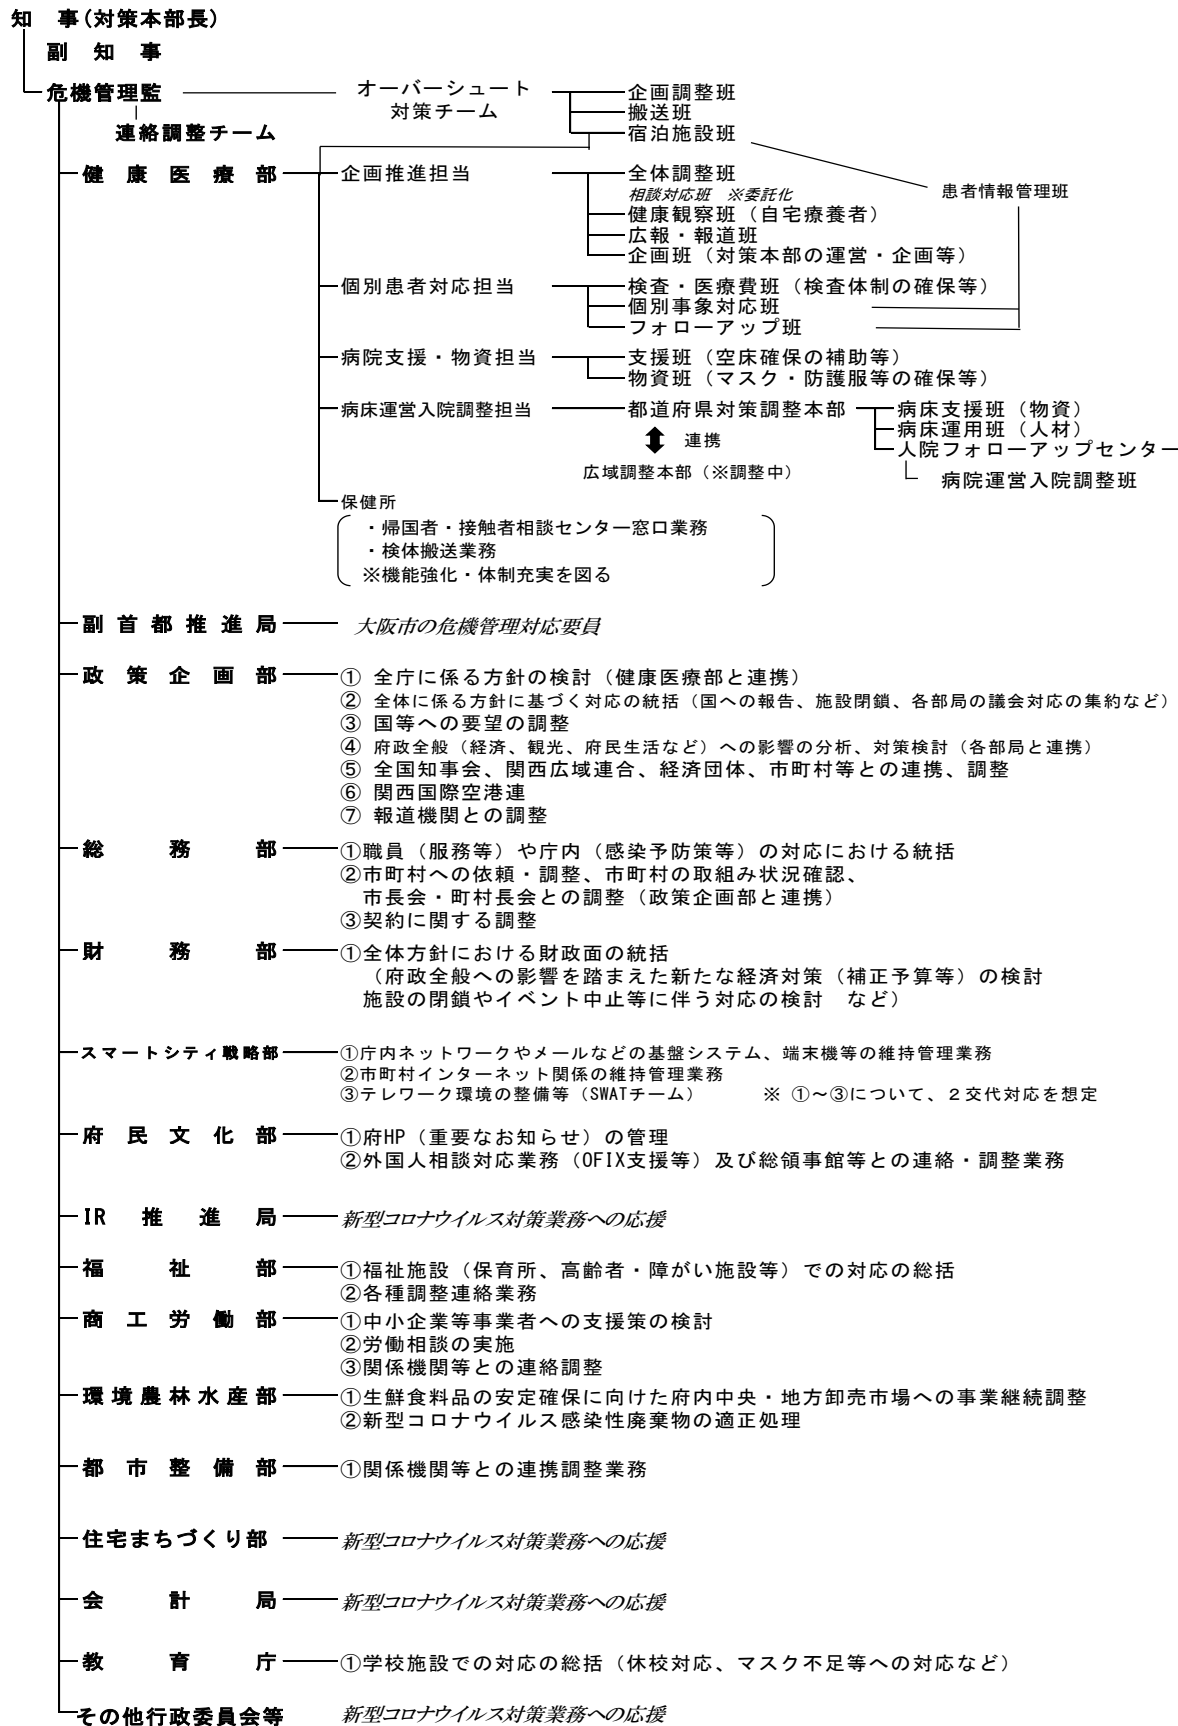 知　事(対策本部長)
副　知　事
危機管理監　オーバーシュート　企画調整班
対策チーム　搬送班
連絡調整チーム　宿泊施設班
健康医療部　企画推進担当　全体調整班　患者情報管理班
相談対応班　※委託化
健康観察班（自宅療養者）
広報・報道班
企画班（対策本部の運営・企画等）
個別患者対応担当　検査・医療費班（検査体制の確保等）
個別事象対応班
フォローアップ班
病院支援・物資担当　支援班（空床確保の補助等）
物資班（マスク・防護服等の確保等）
病床運営入院調整担当　都道府県対策調整本部　病床支援班（物資）
病床運用班（人材）
連携　人院フォローアップセンター
広域調整本部（※調整中）　病院運営入院調整班
保健所
・帰国者・接触者相談センター窓口業務
・検体搬送業務
※機能強化・体制充実を図る
副首都推進局　大阪市の危機管理対応要員
政策企画部　① 全庁に係る方針の検討（健康医療部と連携）
② 全体に係る方針に基づく対応の統括（国への報告、施設閉鎖、各部局の議会対応の集約など）
③ 国等への要望の調整
④ 府政全般（経済、観光、府民生活など）への影響の分析、対策検討（各部局と連携）
⑤ 全国知事会、関西広域連合、経済団体、市町村等との連携、調整
⑥ 関西国際空港連
⑦ 報道機関との調整
総務部　①職員（服務等）や庁内（感染予防策等）の対応における統括
②市町村への依頼・調整、市町村の取組み状況確認、
市長会・町村長会との調整（政策企画部と連携）
③契約に関する調整
財務部　①全体方針における財政面の統括
（府政全般への影響を踏まえた新たな経済対策（補正予算等）の検討
施設の閉鎖やイベント中止等に伴う対応の検討　など）
スマートシティ戦略部　①庁内ネットワークやメールなどの基盤システム、端末機等の維持管理業務
②市町村インターネット関係の維持管理業務
③テレワーク環境の整備等（SWATチーム）　※ ①～③について、２交代対応を想定
府民文化部　①府HP（重要なお知らせ）の管理
②外国人相談対応業務（OFIX支援等）及び総領事館等との連絡・調整業務
IR推進局　新型コロナウイルス対策業務への応援
福祉部　①福祉施設（保育所、高齢者・障がい施設等）での対応の総括
②各種調整連絡業務
商工労働部　①中小企業等事業者への支援策の検討
②労働相談の実施
③関係機関等との連絡調整
環境農林水産部　①生鮮食料品の安定確保に向けた府内中央・地方卸売市場への事業継続調整
②新型コロナウイルス感染性廃棄物の適正処理
都市整備部　①関係機関等との連携調整業務
住宅まちづくり部　新型コロナウイルス対策業務への応援
会計局　新型コロナウイルス対策業務への応援
教育庁　①学校施設での対応の総括（休校対応、マスク不足等への対応など）
その他行政委員会等　新型コロナウイルス対策業務への応援